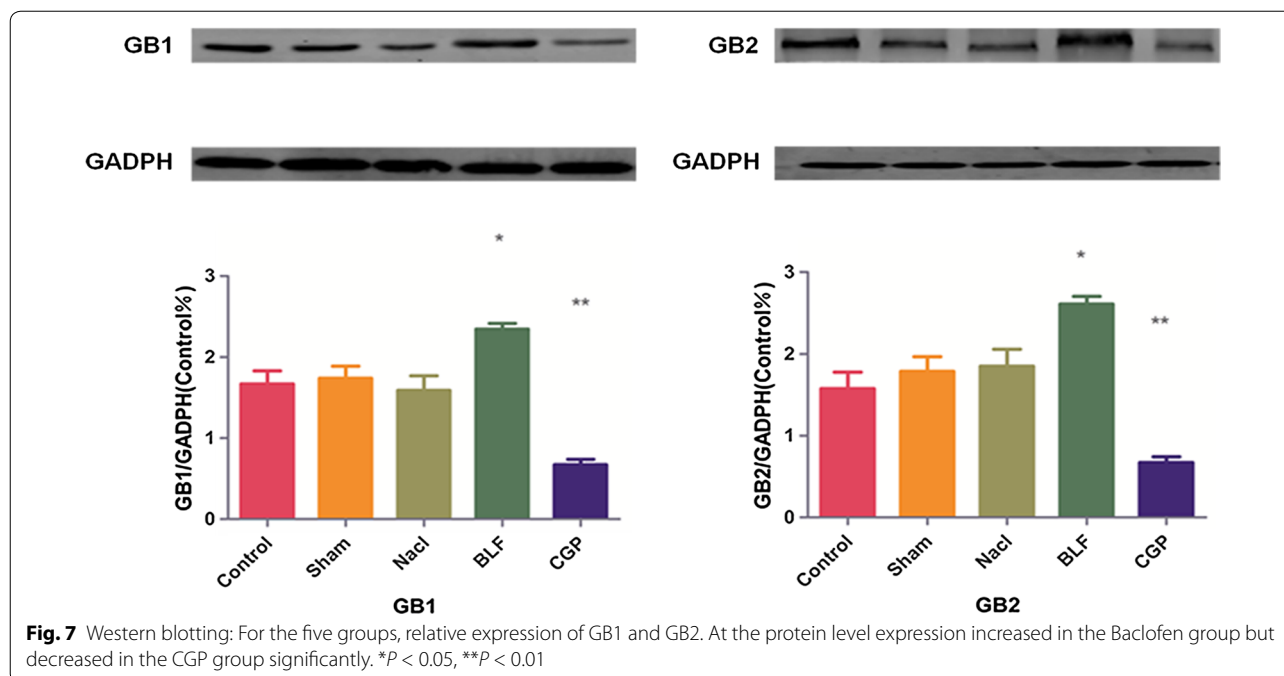 GB1
GB2
GADPH
GADPH
*
**
3
2
1
0
GB1/GADPH(Control%)
Control
Sham
Nacl
BLF
CGP
GB1
*
**
3
2
1
0
GB2/GADPH(Control%)
Control
Sham
Nacl
BLF
CGP
GB2
Fig. 7 Western blotting: For the five groups, relative expression of GB1 and GB2. At the protein level expression increased in the Baclofen group but
decreased in the CGP group significantly. *P < 0.05, **P < 0.01